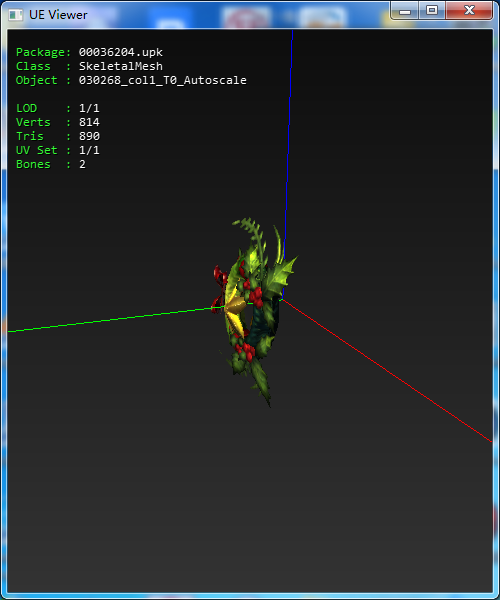 UE Viewer
Package: 00036204.upk
Class : SkeletalMesh
Object : 030268_col1_T0_Autoscale
LOD : 1/1
Verts : 814
Tris : 890
UV Set : 1/1
Bones : 2